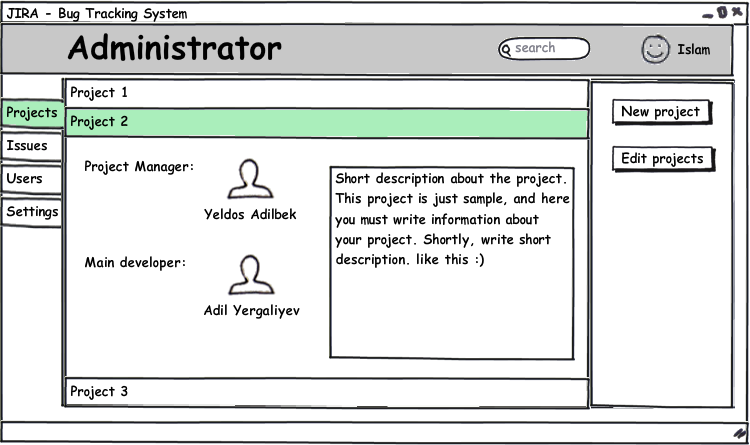 JIRA - Bug Tracking System
Administrator
search
Islam
Projects
Issues
Users
Settings
Project 1
Project 2
Project Manager:
Yeldos Adilbek
Main developer:
Adil Yergaliyev
Short description about the project.
This project is just sample, and here
you must write information about
your project. Shortly, write short
description. like this :)
Project 3
New project
Edit projects